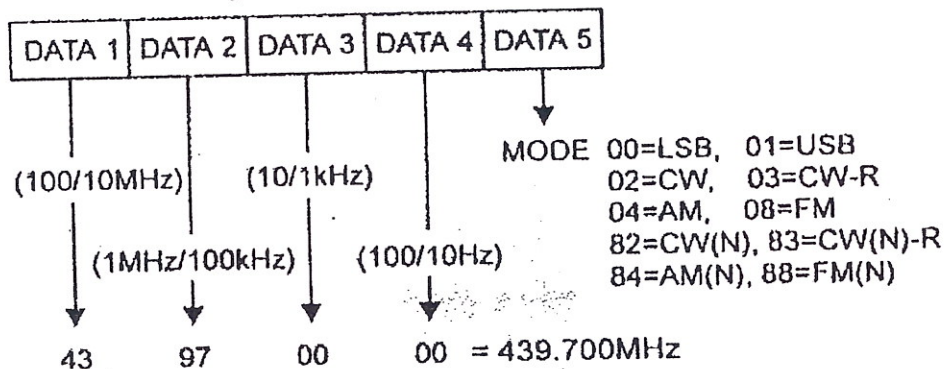 DATA 1 DATA 2 DATA 3 DATA 4 DATA 5
MODE 00=LSB, 01=USB
(100/10MHz) (10/1kHz) 02=CW, 03=CW-R
04=AM, 08=FM
(1MHz/100kHz) (100/10Hz) 82=CW(N), 83=CW(N)-R
84=AM(N), 88=FM(N)
43 97 00 00 = 439.700MHz